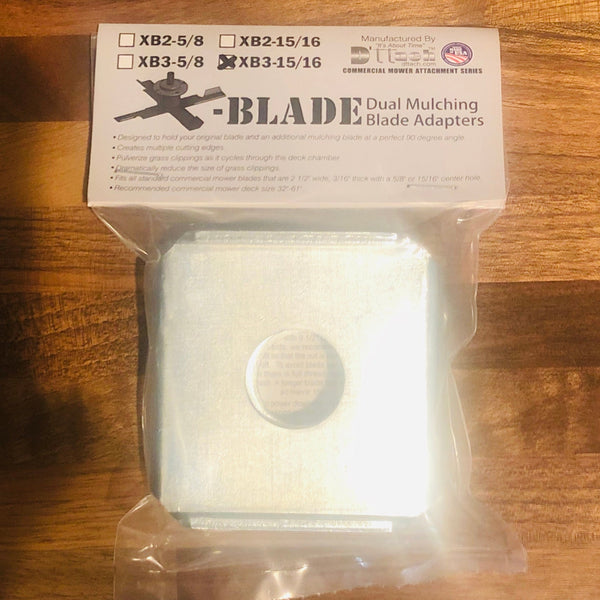 XB2-5/8 XB2-15/16
XB3-5/8 XB3-15/16
Manufactured By
"It's About Time"
DTtach™
dttach.com
COMMERCIAL MOWER ATTACHMENT SERIES
X-BLADE Dual Mulching
Blade Adapters
• Designed to hold your original blade and an additional mulching blade at a perfect 90 degree angle.
• Creates multiple cutting edges.
• Pulverize grass clippings as it cycles through the deck chamber.
• Dramatically reduce the size of grass clippings.
• Fits all standard commercial mower blades that are 2 1/2" wide, 3/16" thick with a 5/8" or 15/16" center hole.
• Recommended commercial mower deck size 32"-61".